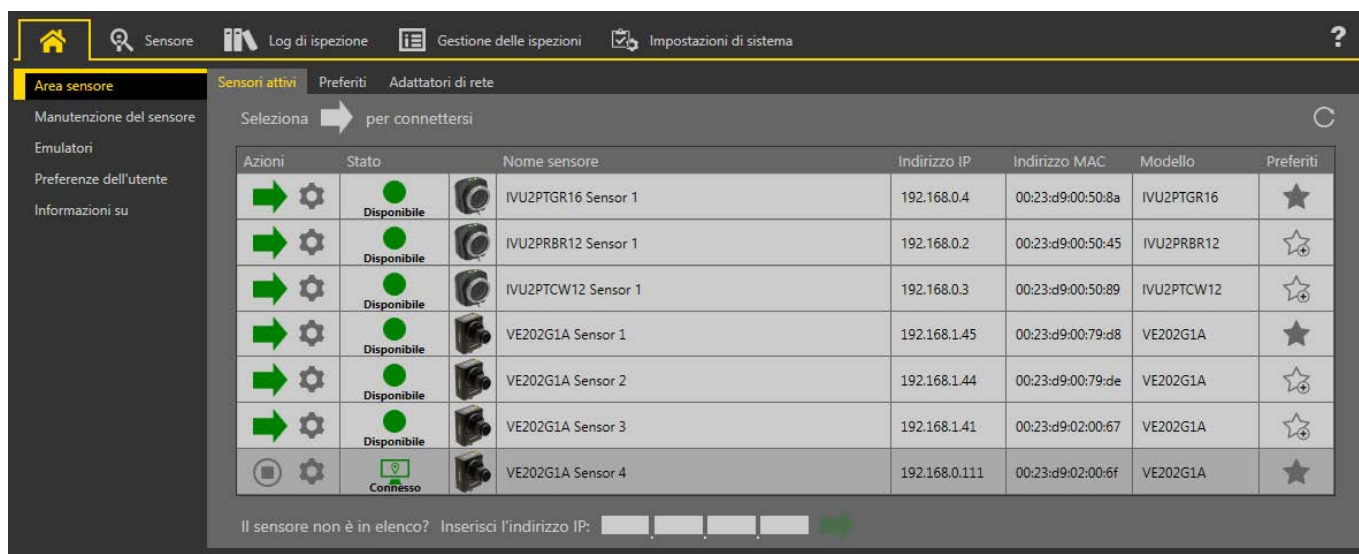 Sensore Log di ispezione Gestione delle ispezioni Impostazioni di sistema ?
Area sensore
Manutenzione del sensore
Emulatori
Preferenze dell'utente
Informazioni su
Sensori attivi Preferiti Adattatori di rete
Seleziona per connettersi
Azioni Stato Nome sensore Indirizzo IP Indirizzo MAC Modello Preferiti
Disponibile IVU2PTGR16 Sensor 1 192.168.0.4 00:23:d9:00:50:8a IVU2PTGR16
Disponibile IVU2PRBR12 Sensor 1 192.168.0.2 00:23:d9:00:50:45 IVU2PRBR12
Disponibile IVU2PTCW12 Sensor 1 192.168.0.3 00:23:d9:00:50:89 IVU2PTCW12
Disponibile VE202G1A Sensor 1 192.168.1.45 00:23:d9:00:79:d8 VE202G1A
Disponibile VE202G1A Sensor 2 192.168.1.44 00:23:d9:00:79:de VE202G1A
Disponibile VE202G1A Sensor 3 192.168.1.41 00:23:d9:02:00:67 VE202G1A
Connesso VE202G1A Sensor 4 192.168.0.111 00:23:d9:02:00:6f VE202G1A
Il sensore non è in elenco? Inserisci l'indirizzo IP: . . .